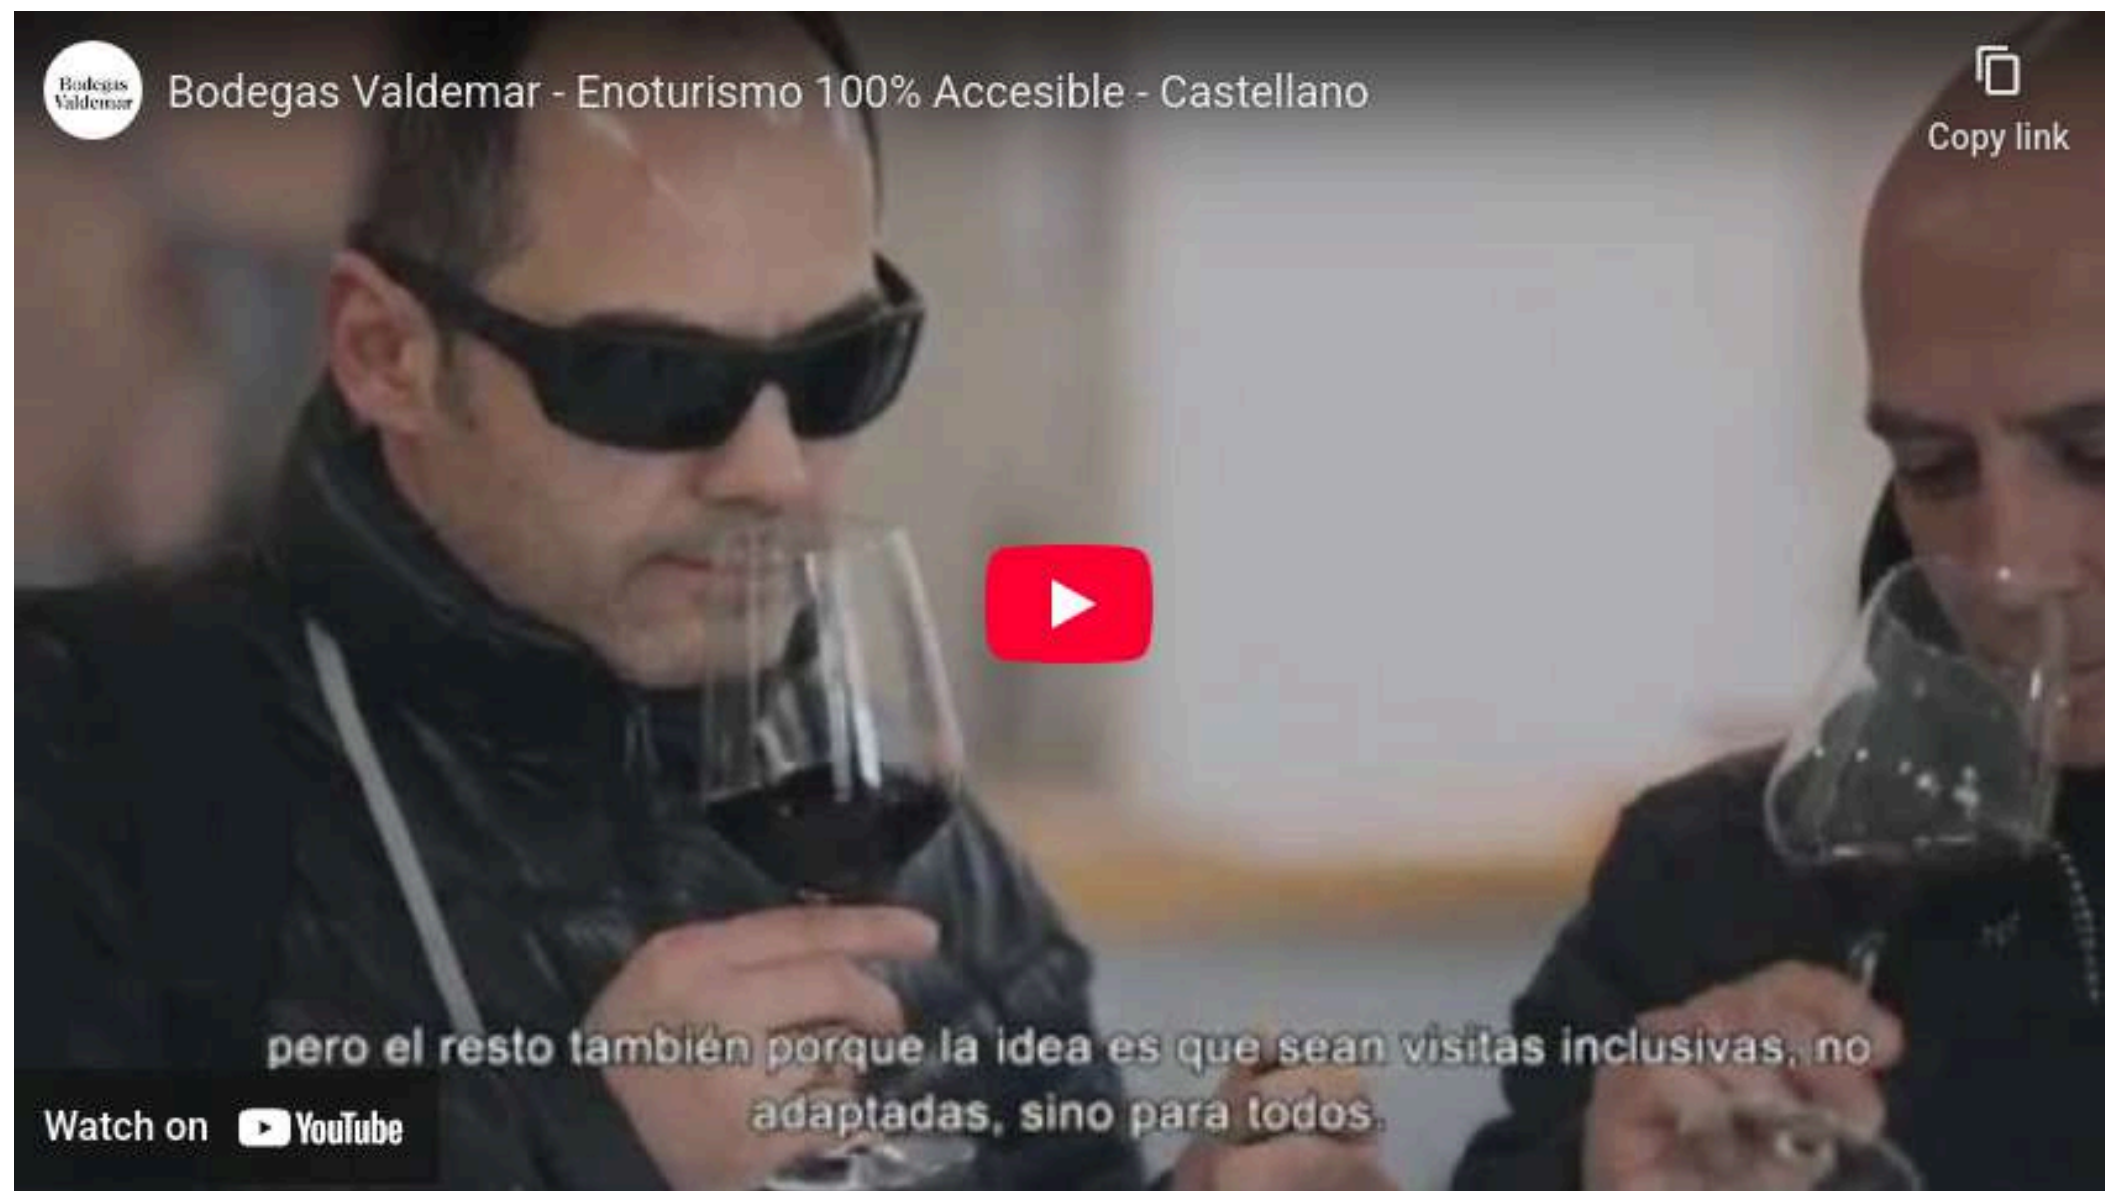 Bodegas
Valdemar
Bodegas Valdemar - Enoturismo 100% Accesible - Castellano
Copy link
pero el resto también porque la idea es que sean visitas inclusivas, no
adaptadas, sino para todos.
Watch on YouTube